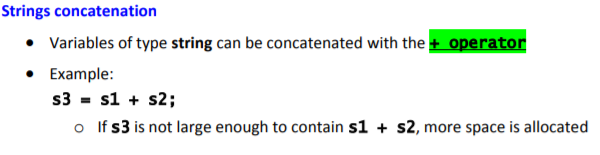 Strings concatenation
• Variables of type string can be concatenated with the + operator
• Example:
s3 = s1 + s2;
o If s3 is not large enough to contain s1 + s2, more space is allocated